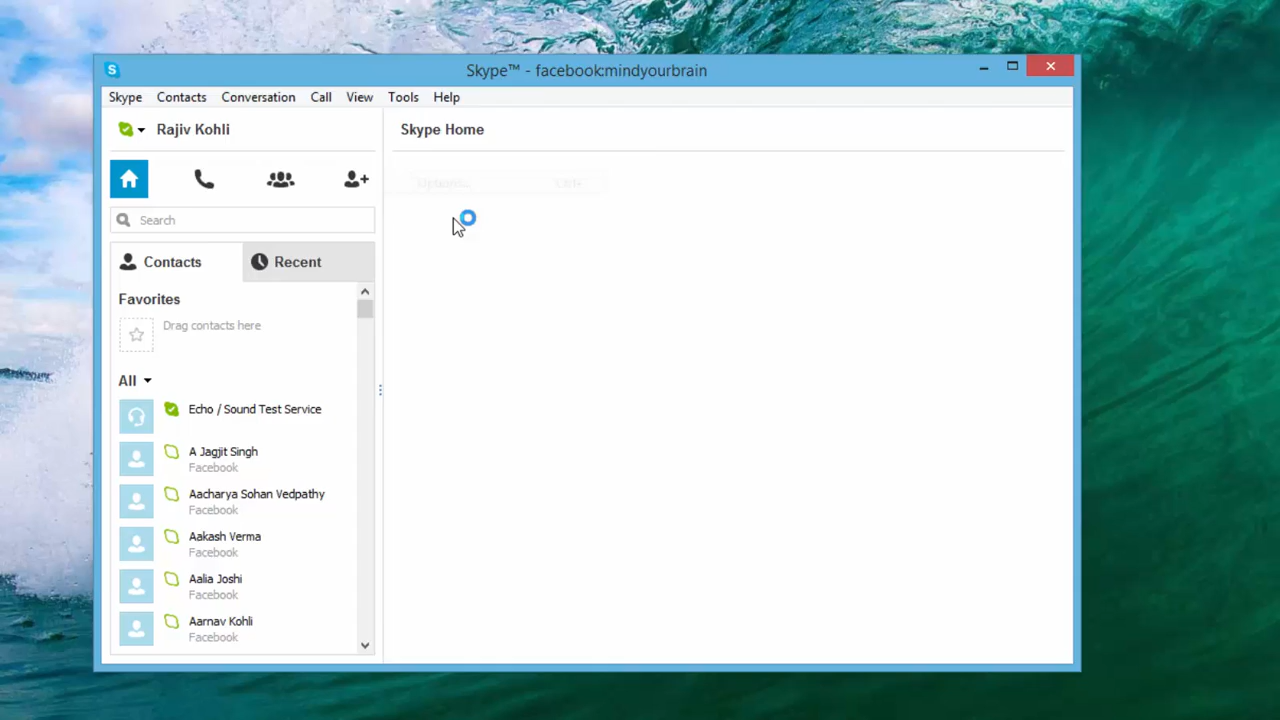 Skype™ - facebook:mindyourbrain
Skype Contacts Conversation Call View Tools Help
Rajiv Kohli
Skype Home
Search
Contacts
Recent
Favorites
Drag contacts here
All
Echo / Sound Test Service
A Jagjit Singh
Facebook
Aacharya Sohan Vedpathy
Facebook
Aakash Verma
Facebook
Aalia Joshi
Facebook
Aarnav Kohli
Facebook